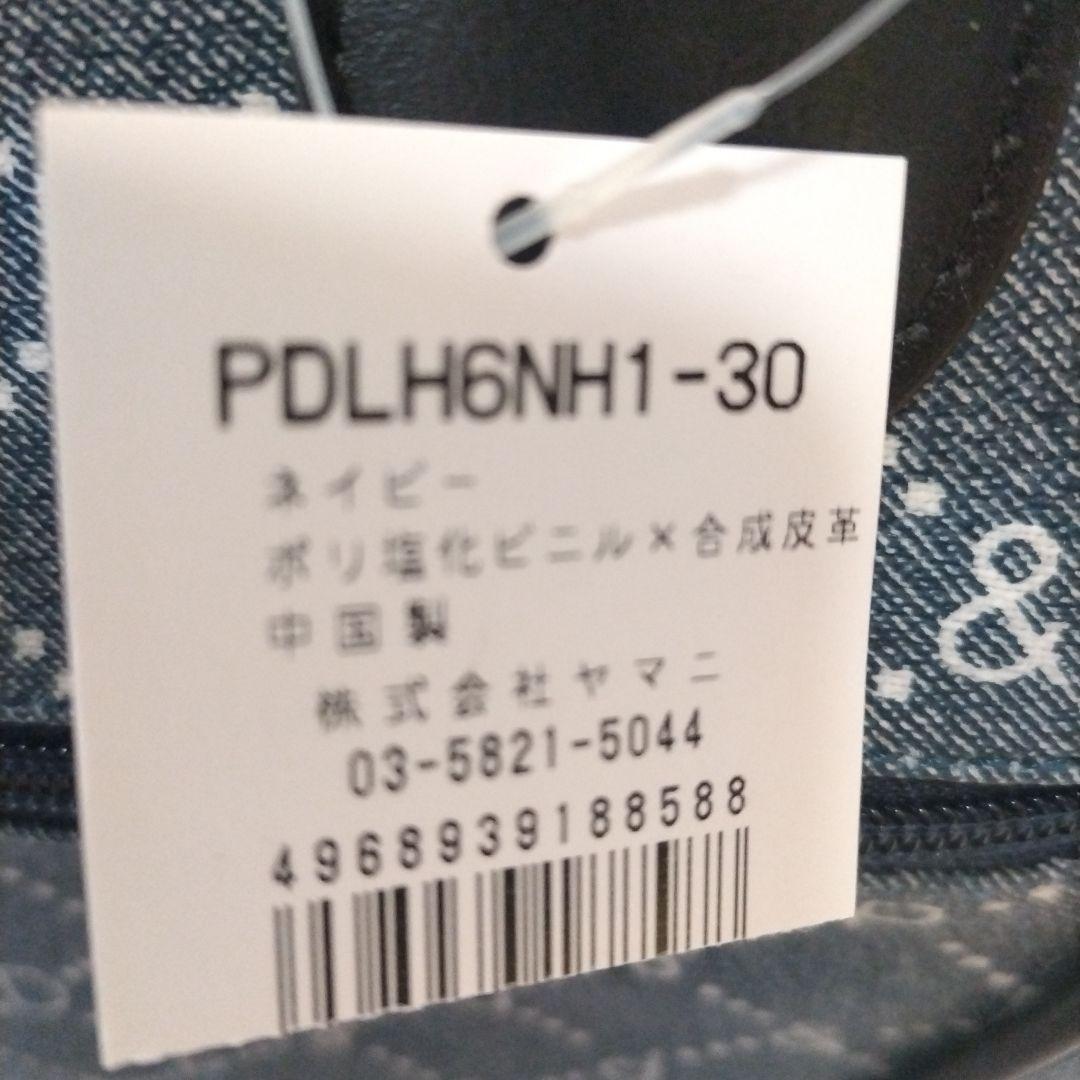 PDLH6NH1-30
ネイビー
ポリ塩化ビニル×合成皮革
中国製
株式会社ヤマニ
03-5821-5044
4968939188588
&